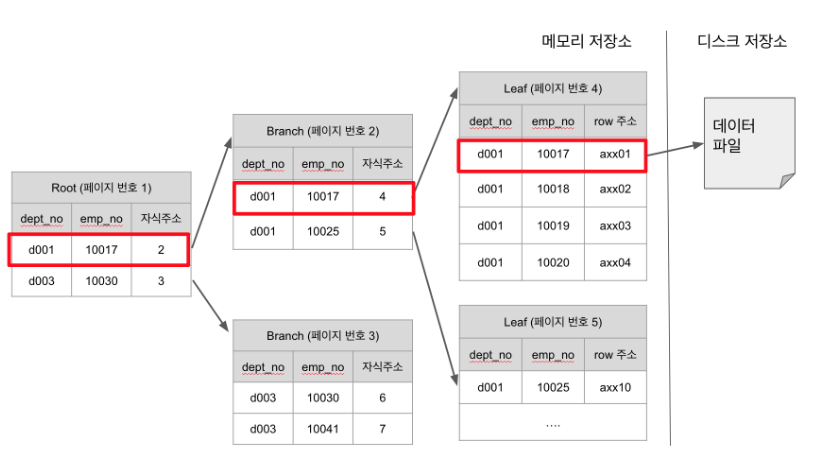 메모리 저장소
디스크 저장소
Root (페이지 번호 1)
dept_no emp_no 자식주소
d001 10017 2
d003 10030 3
Branch (페이지 번호 2)
dept_no emp_no 자식주소
d001 10017 4
d001 10025 5
Branch (페이지 번호 3)
dept_no emp_no 자식주소
d003 10030 6
d003 10041 7
Leaf (페이지 번호 4)
dept_no emp_no row 주소
d001 10017 axx01
d001 10018 axx02
d001 10019 axx03
d001 10020 axx04
Leaf (페이지 번호 5)
dept_no emp_no row 주소
d001 10025 axx10
....
데이터
파일